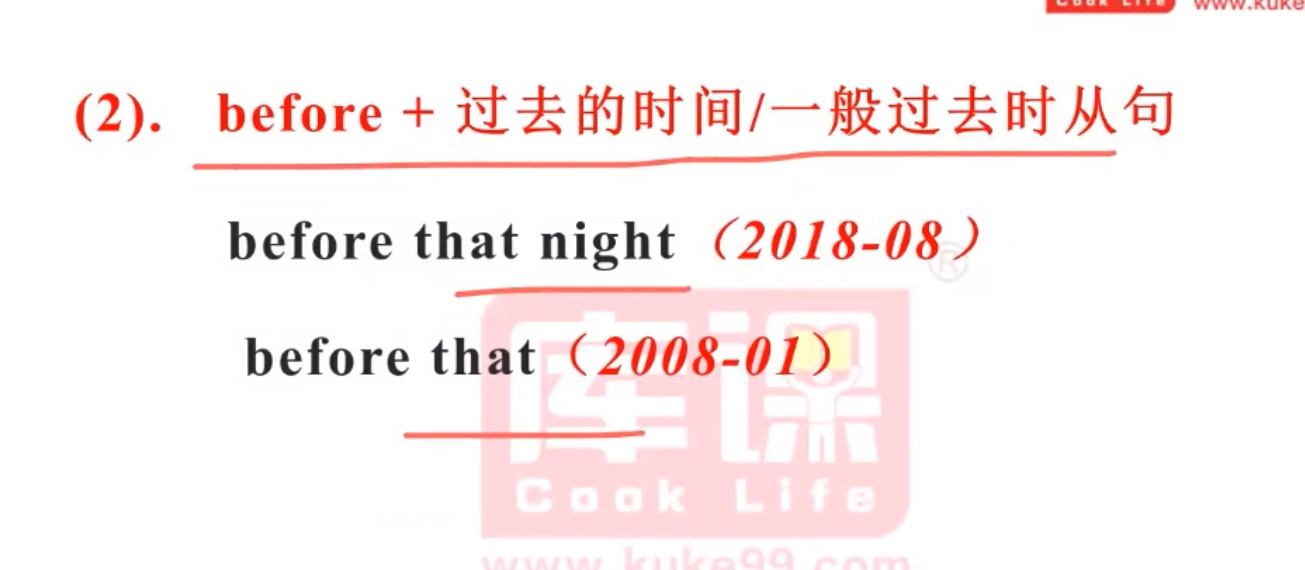 Cook Life www.kuke
(2). before + 过去的时间/一般过去时从句
before that night（2018-08）
®
before that（2008-01）
库课
Cook Life
www.kuke99.com